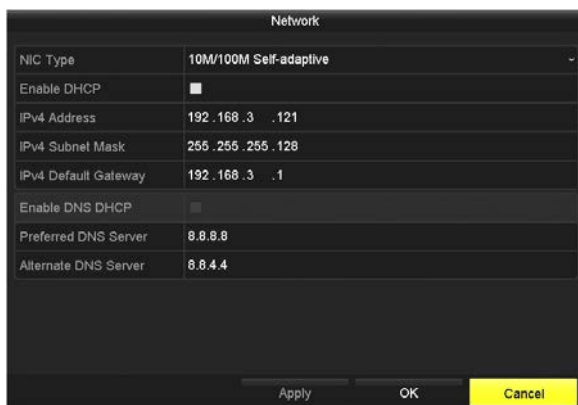 Network
NIC Type 10M/100M Self-adaptive
Enable DHCP
IPv4 Address 192.168.3.121
IPv4 Subnet Mask 255.255.255.128
IPv4 Default Gateway 192.168.3.1
Enable DNS DHCP
Preferred DNS Server 8.8.8.8
Alternate DNS Server 8.8.4.4
Apply OK Cancel